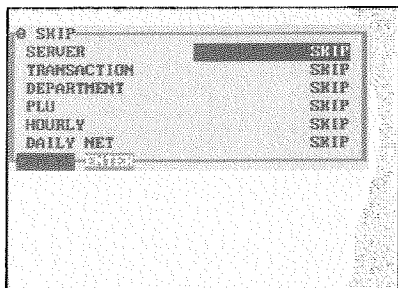 SKIP
SERVER SKIP
TRANSACTION SKIP
DEPARTMENT SKIP
PLU SKIP
HOURLY SKIP
DAILY NET SKIP
ENTER